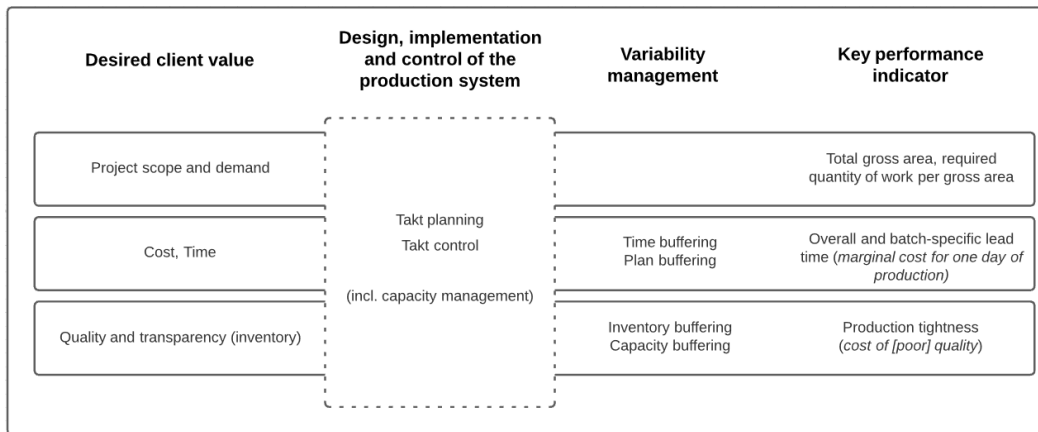 Desired client value
Design, implementation
and control of the
production system
Variability
management
Key performance
indicator
Project scope and demand
Total gross area, required
quantity of work per gross area
Takt planning
Takt control
(incl. capacity management)
Cost, Time
Time buffering
Plan buffering
Overall and batch-specific lead
time (marginal cost for one day of
production)
Quality and transparency (inventory)
Inventory buffering
Capacity buffering
Production tightness
(cost of [poor] quality)